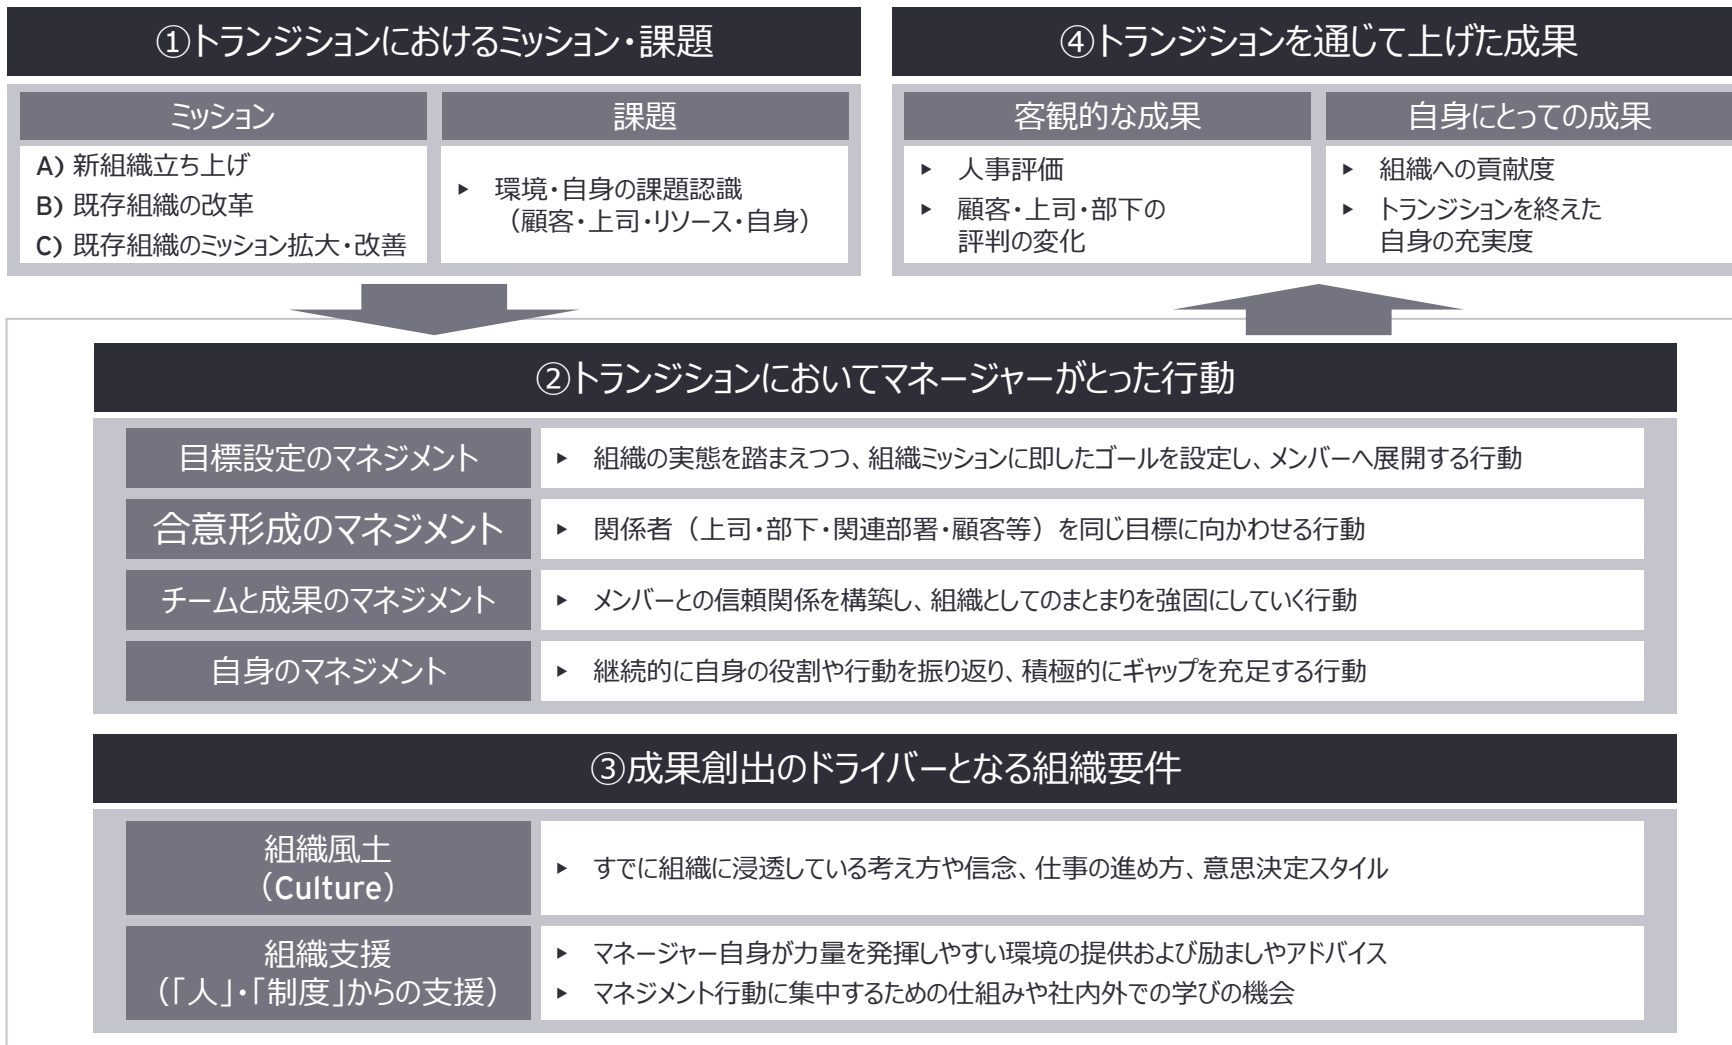 ①トランジションにおけるミッション・課題
ミッション
A) 新組織立ち上げ
B) 既存組織の改革
C) 既存組織のミッション拡大・改善
課題
▶ 環境・自身の課題認識
（顧客・上司・リソース・自身）
④トランジションを通じて上げた成果
客観的な成果
▶ 人事評価
▶ 顧客・上司・部下の
評判の変化
自身にとっての成果
▶ 組織への貢献度
▶ トランジションを終えた
自身の充実度
②トランジションにおいてマネージャーがとった行動
目標設定のマネジメント
▶ 組織の実態を踏まえつつ、組織ミッションに即したゴールを設定し、メンバーへ展開する行動
合意形成のマネジメント
▶ 関係者（上司・部下・関連部署・顧客等）を同じ目標に向かわせる行動
チームと成果のマネジメント
▶ メンバーとの信頼関係を構築し、組織としてのまとまりを強固にしていく行動
自身のマネジメント
▶ 継続的に自身の役割や行動を振り返り、積極的にギャップを充足する行動
③成果創出のドライバーとなる組織要件
組織風土
（Culture）
▶ すでに組織に浸透している考え方や信念、仕事の進め方、意思決定スタイル
組織支援
（「人」・「制度」からの支援）
▶ マネージャー自身が力量を発揮しやすい環境の提供および励ましやアドバイス
▶ マネジメント行動に集中するための仕組みや社内外での学びの機会